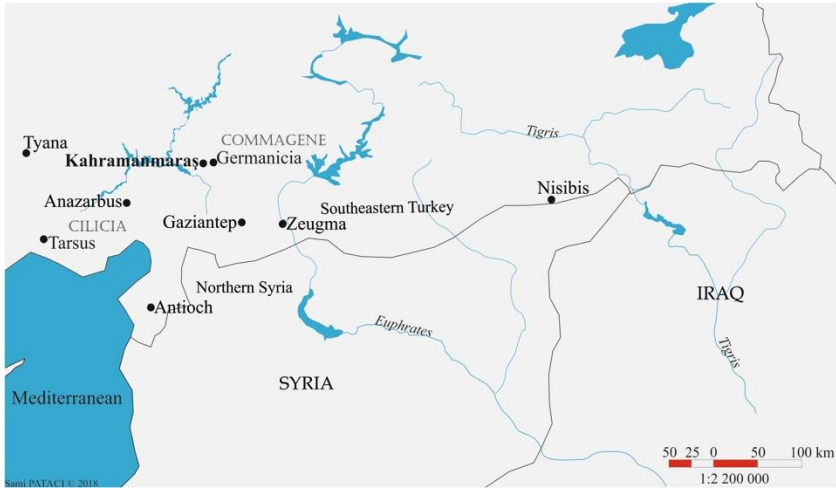 Tigris
Tyana
COMMAGENE
Kahramanmaraş
Germanicia
Nisibis
Anazarbus
Southeastern Turkey
Gaziantep
Zeugma
CILICIA
Tarsus
Northern Syria
IRAQ
Antioch
Euphrates
Tigris
SYRIA
Mediterranean
50 25 0 50 100 km
1:2 200 000
Sami PATACI © 2018